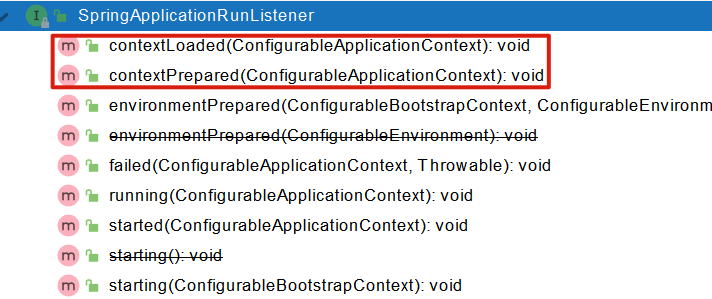 SpringApplicationRunListener
contextLoaded(ConfigurableApplicationContext): void
contextPrepared(ConfigurableApplicationContext): void
environmentPrepared(ConfigurableBootstrapContext, ConfigurableEnvironm
environmentPrepared(ConfigurableEnvironment): void
failed(ConfigurableApplicationContext, Throwable): void
running(ConfigurableApplicationContext): void
started(ConfigurableApplicationContext): void
starting(): void
starting(ConfigurableBootstrapContext): void